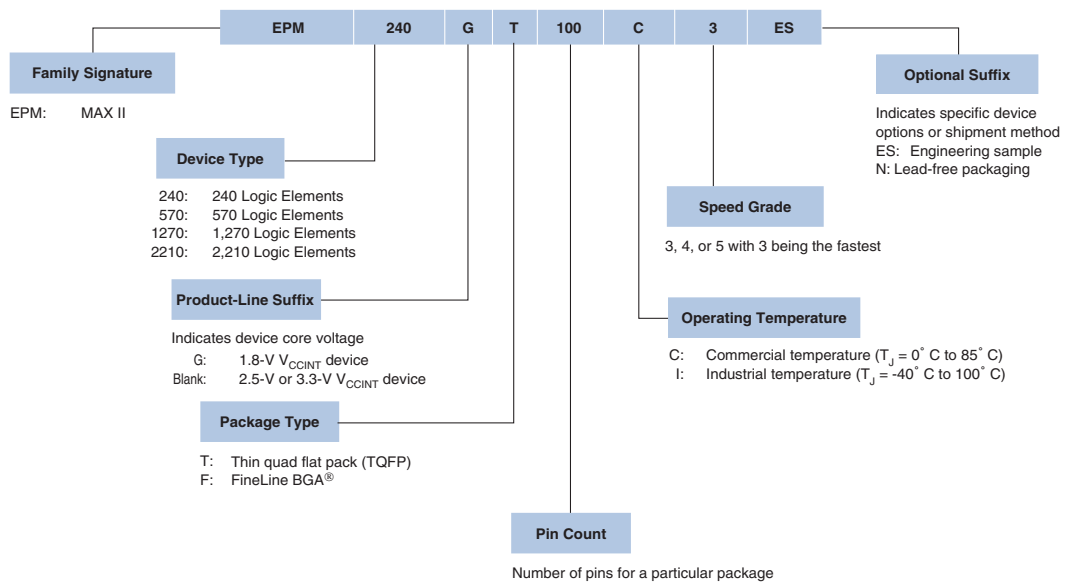 EPM 240 G T 100 C 3 ES
Family Signature
EPM: MAX II
Optional Suffix
Indicates specific device
options or shipment method
ES: Engineering sample
N: Lead-free packaging
Device Type
240: 240 Logic Elements
570: 570 Logic Elements
1270: 1,270 Logic Elements
2210: 2,210 Logic Elements
Speed Grade
3, 4, or 5 with 3 being the fastest
Product-Line Suffix
Indicates device core voltage
G: 1.8-V VCCINT device
Blank: 2.5-V or 3.3-V VCCINT device
Operating Temperature
C: Commercial temperature (TJ = 0˚ C to 85˚ C)
I: Industrial temperature (TJ = -40˚ C to 100˚ C)
Package Type
T: Thin quad flat pack (TQFP)
F: FineLine BGA®
Pin Count
Number of pins for a particular package